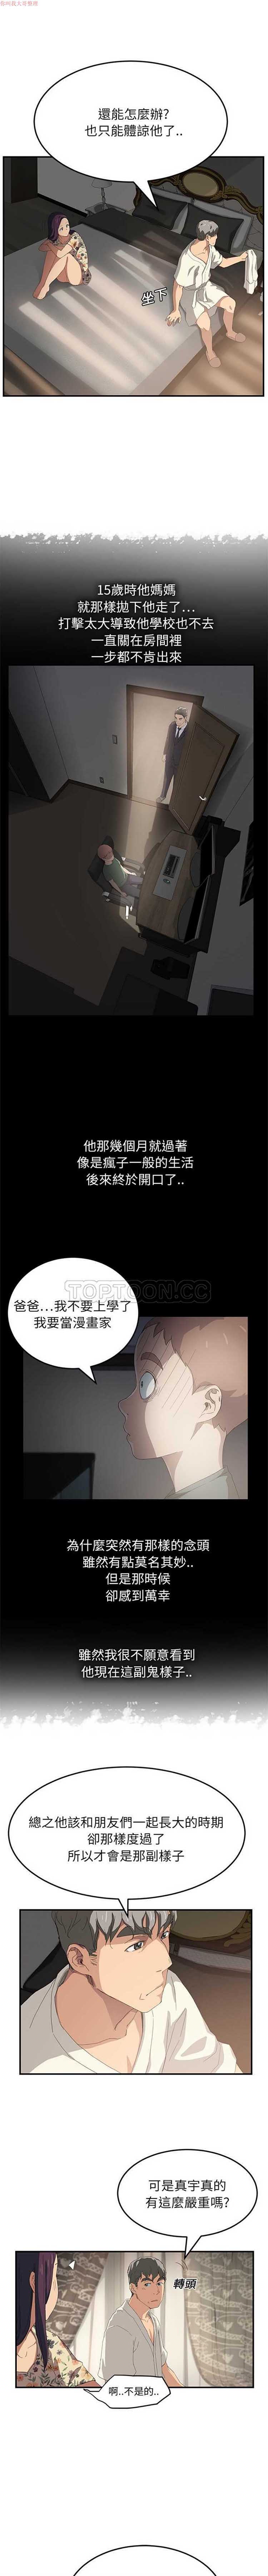 還能怎麼辦?
也只能體諒他了..
坐下
15歲時他媽媽
就那樣拋下他走了...
打擊太大導致他學校也不去
一直關在房間裡
一步都不肯出來
他那幾個月就過著
像是瘋子一般的生活
後來終於開口了..
TOPTOON.CC
爸爸...我不要上學了
我要當漫畫家
為什麼突然有那樣的念頭
雖然有點莫名其妙..
但是那時候
卻感到萬幸
雖然我很不願意看到
他現在這副鬼樣子..
總之他該和朋友們一起長大的時期
卻那樣度過了
所以才會是那副樣子
可是真宇真的
有這麼嚴重嗎?
轉頭
啊..不是的..